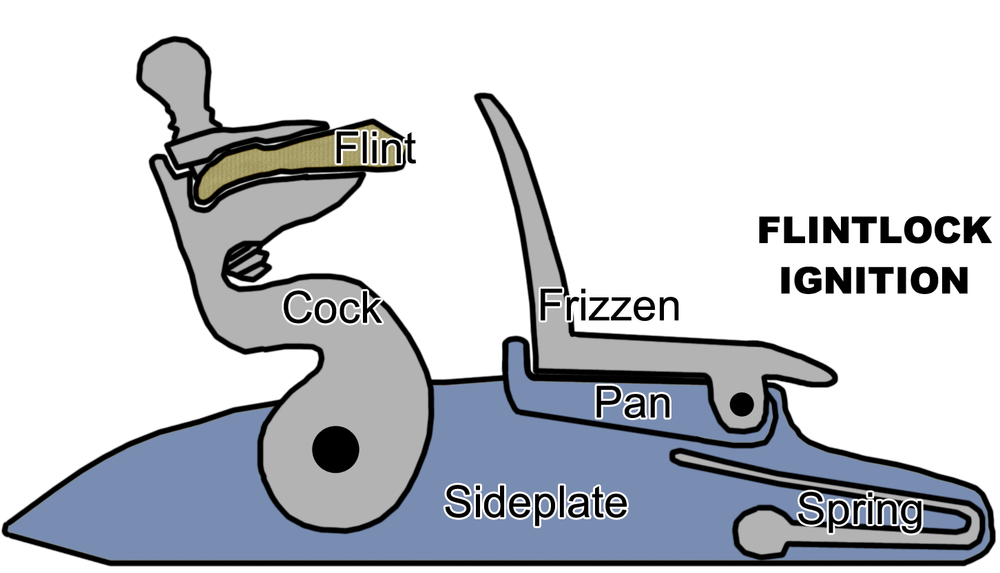 Flint
FLINTLOCK
IGNITION
Cock
Frizzen
Pan
Sideplate
Spring